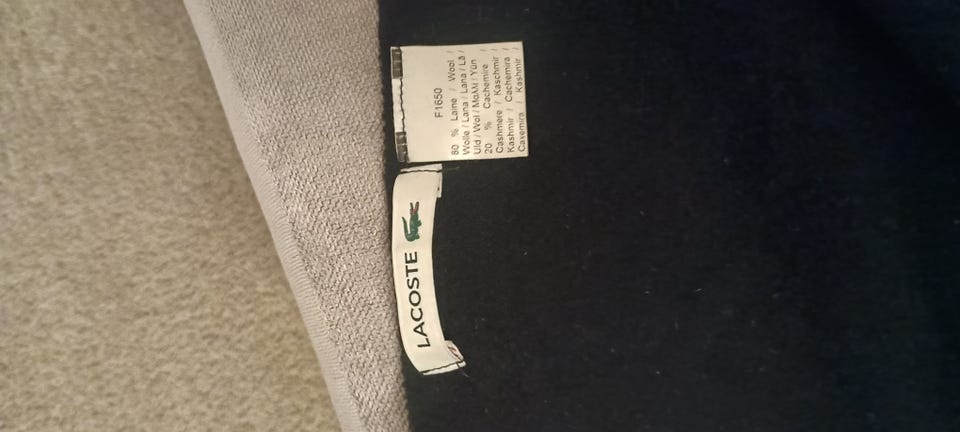 F1650
80 % Laine / Wool /
Wolle / Lana / Lana / Lã /
Uld / Wol / Μαλλί / Yün
20 % Cachemire /
Cashmere / Kaschmir /
Kashmir / Cachemira /
Caxemira / Kashmir
LACOSTE